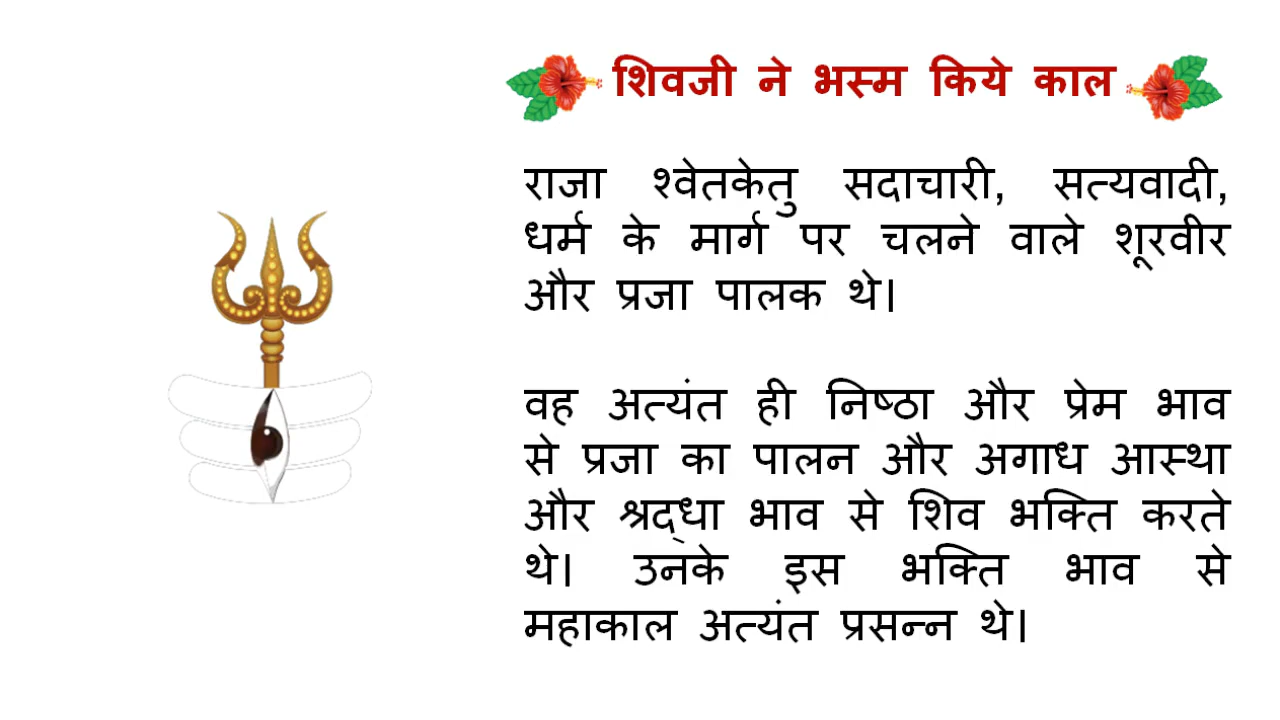 शिवजी ने भस्म किये काल
राजा श्वेतकेतु सदाचारी, सत्यवादी,
धर्म के मार्ग पर चलने वाले शूरवीर
और प्रजा पालक थे।
वह अत्यंत ही निष्ठा और प्रेम भाव
से प्रजा का पालन और अगाध आस्था
और श्रद्धा भाव से शिव भक्ति करते
थे। उनके इस भक्ति भाव से
महाकाल अत्यंत प्रसन्न थे।